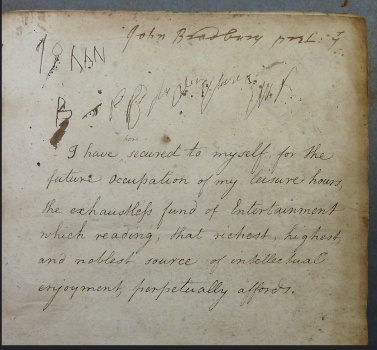 John Bradbury
here
I have secured to myself for the
future occupation of my leisure hours,
the exhaustless fund of Entertainment
which reading, that richest, highest,
and noblest source of intellectual
enjoyment, perpetually affords.